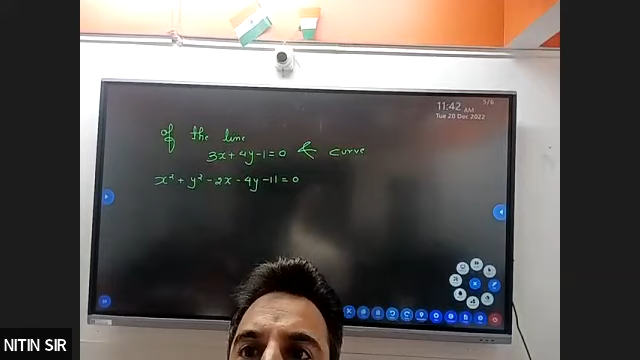 11:42 AM
Tue 20 Dec 2022
5/6
of the line
3x + 4y - 1 = 0 & curve
x² + y² - 2x - 4y - 11 = 0
NITIN SIR